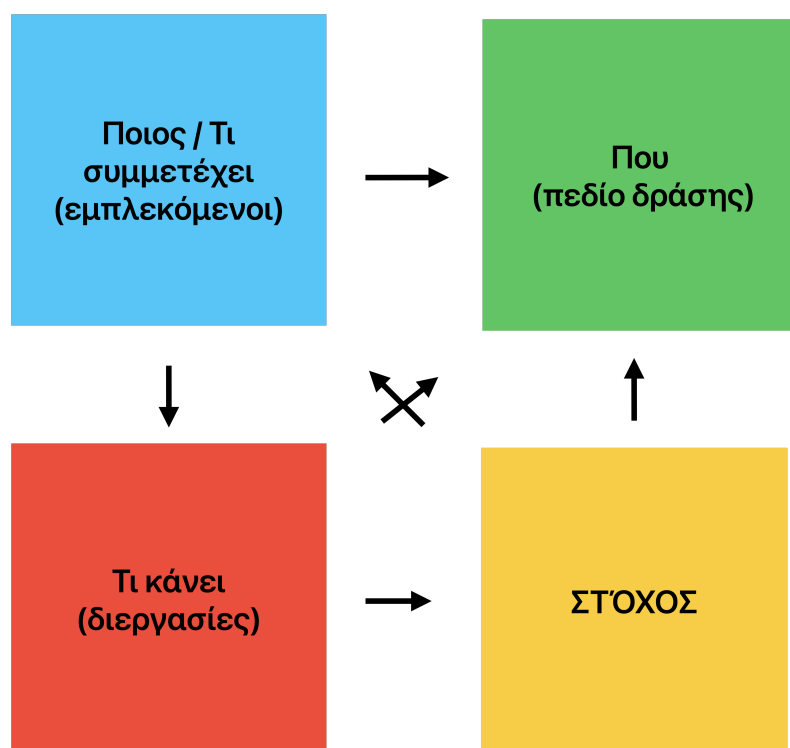 Ποιος / Τι
συμμετέχει
(εμπλεκόμενοι)
Που
(πεδίο δράσης)
Τι κάνει
(διεργασίες)
ΣΤΌΧΟΣ